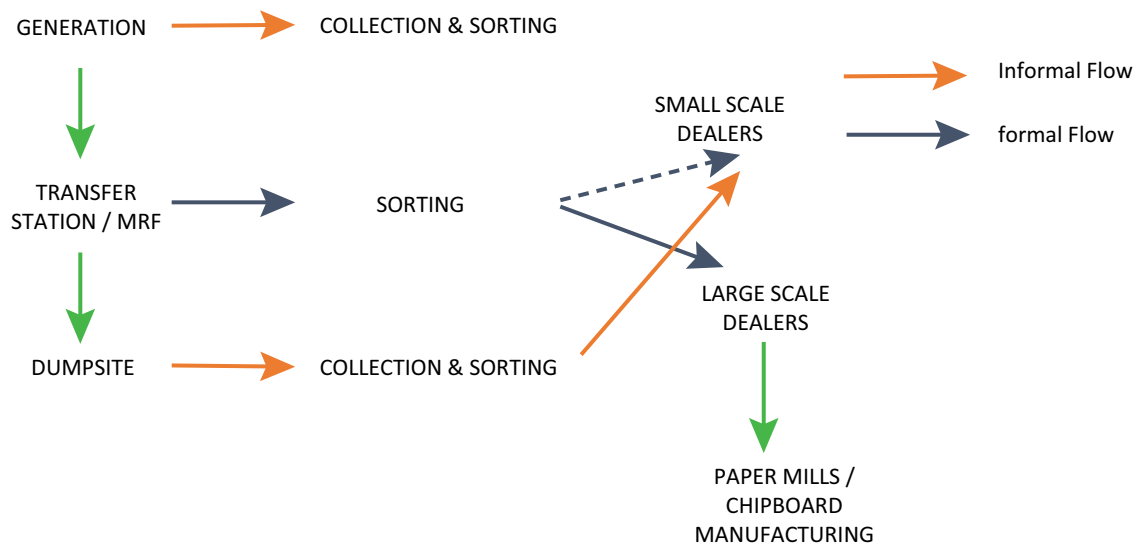 GENERATION
COLLECTION & SORTING
Informal Flow
SMALL SCALE
DEALERS
formal Flow
TRANSFER
STATION / MRF
SORTING
LARGE SCALE
DEALERS
DUMPSITE
COLLECTION & SORTING
PAPER MILLS /
CHIPBOARD
MANUFACTURING